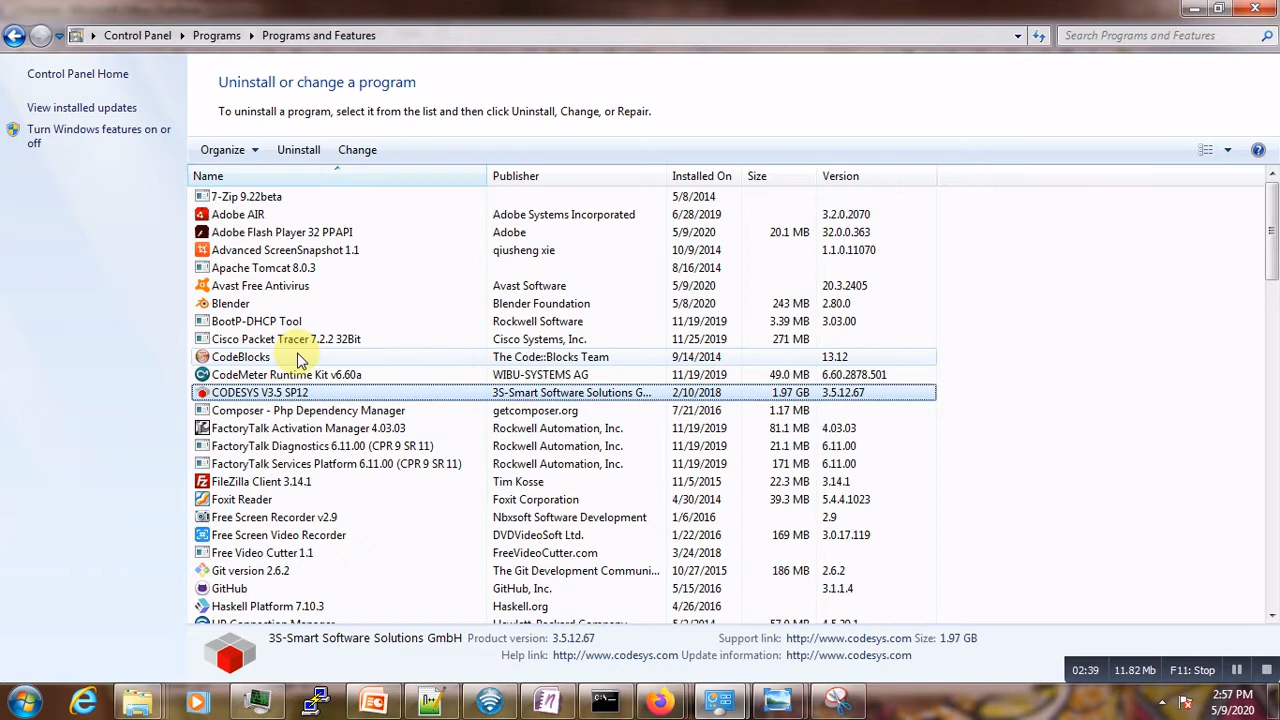 Control Panel Programs Programs and Features Search Programs and Features
Control Panel Home
View installed updates
Turn Windows features on or
off
Uninstall or change a program
To uninstall a program, select it from the list and then click Uninstall, Change, or Repair.
Organize Uninstall Change
Name Publisher Installed On Size Version
7-Zip 9.22beta 5/8/2014
Adobe AIR Adobe Systems Incorporated 6/28/2019 3.2.0.2070
Adobe Flash Player 32 PPAPI Adobe 5/9/2020 20.1 MB 32.0.0.363
Advanced ScreenSnapshot 1.1 qiusheng xie 10/9/2014 1.1.0.11070
Apache Tomcat 8.0.3 8/16/2014
Avast Free Antivirus Avast Software 5/9/2020 20.3.2405
Blender Blender Foundation 5/8/2020 243 MB 2.80.0
BootP-DHCP Tool Rockwell Software 11/19/2019 3.39 MB 3.03.00
Cisco Packet Tracer 7.2.2 32Bit Cisco Systems, Inc. 11/25/2019 271 MB
CodeBlocks The Code::Blocks Team 9/14/2014 13.12
CodeMeter Runtime Kit v6.60a WIBU-SYSTEMS AG 11/19/2019 49.0 MB 6.60.2878.501
CODESYS V3.5 SP12 3S-Smart Software Solutions G... 2/10/2018 1.97 GB 3.5.12.67
Composer - Php Dependency Manager getcomposer.org 7/21/2016 1.17 MB
FactoryTalk Activation Manager 4.03.03 Rockwell Automation, Inc. 11/19/2019 81.1 MB 4.03.03
FactoryTalk Diagnostics 6.11.00 (CPR 9 SR 11) Rockwell Automation, Inc. 11/19/2019 21.1 MB 6.11.00
FactoryTalk Services Platform 6.11.00 (CPR 9 SR 11) Rockwell Automation, Inc. 11/19/2019 171 MB 6.11.00
FileZilla Client 3.14.1 Tim Kosse 11/5/2015 22.3 MB 3.14.1
Foxit Reader Foxit Corporation 4/30/2014 39.3 MB 5.4.4.1023
Free Screen Recorder v2.9 Nbxsoft Software Development 1/6/2016 2.9
Free Screen Video Recorder DVDVideoSoft Ltd. 1/22/2016 169 MB 3.0.17.119
Free Video Cutter 1.1 FreeVideoCutter.com 3/24/2018
Git version 2.6.2 The Git Development Communi... 10/27/2015 186 MB 2.6.2
GitHub GitHub, Inc. 5/15/2016 3.1.1.4
Haskell Platform 7.10.3 Haskell.org 4/26/2016
3S-Smart Software Solutions GmbH Product version: 3.5.12.67 Support link: http://www.codesys.com Size: 1.97 GB
Help link: http://www.codesys.com Update information: http://www.codesys.com
02:39 11.82 MB F11: Stop
2:57 PM
5/9/2020